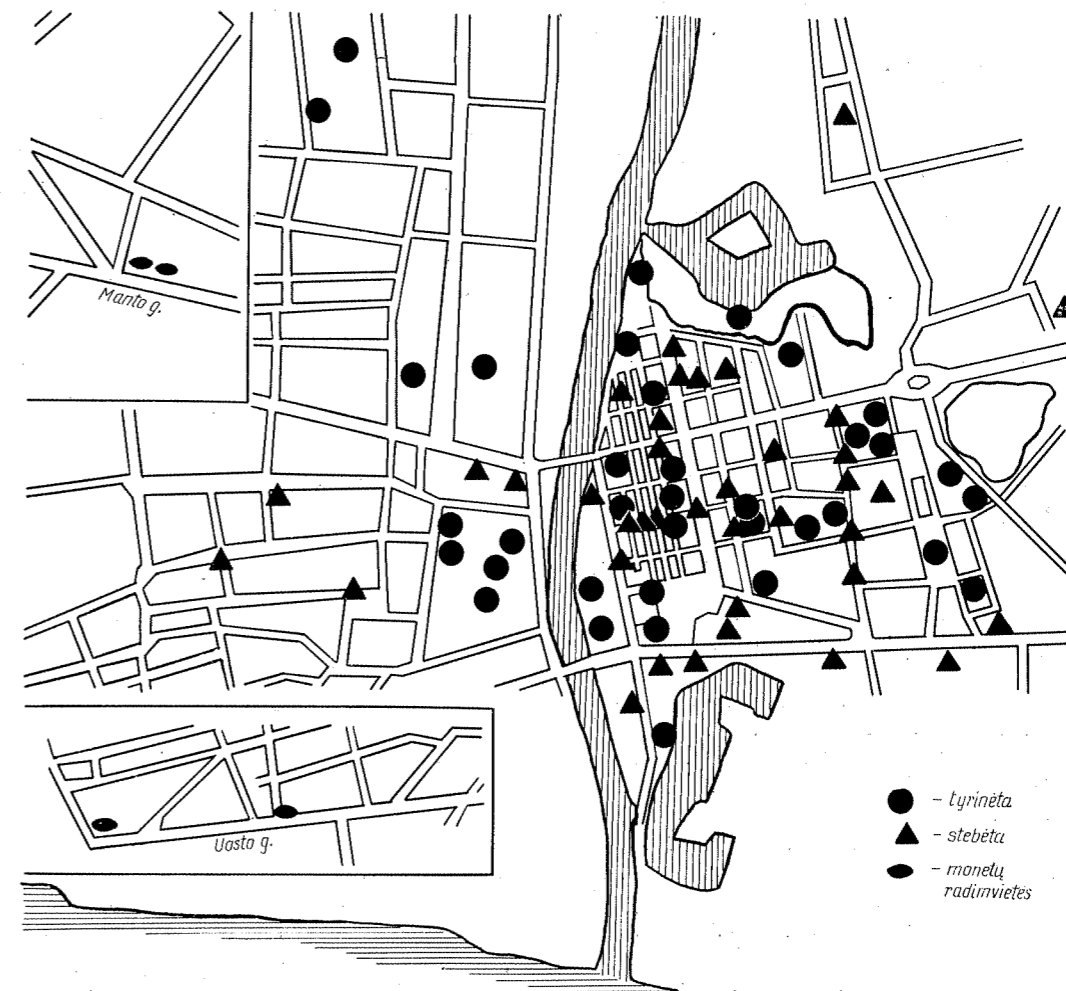 Manto g.
Uosto g.
– tyrinėta
– stebėta
– monetų
radimvietės